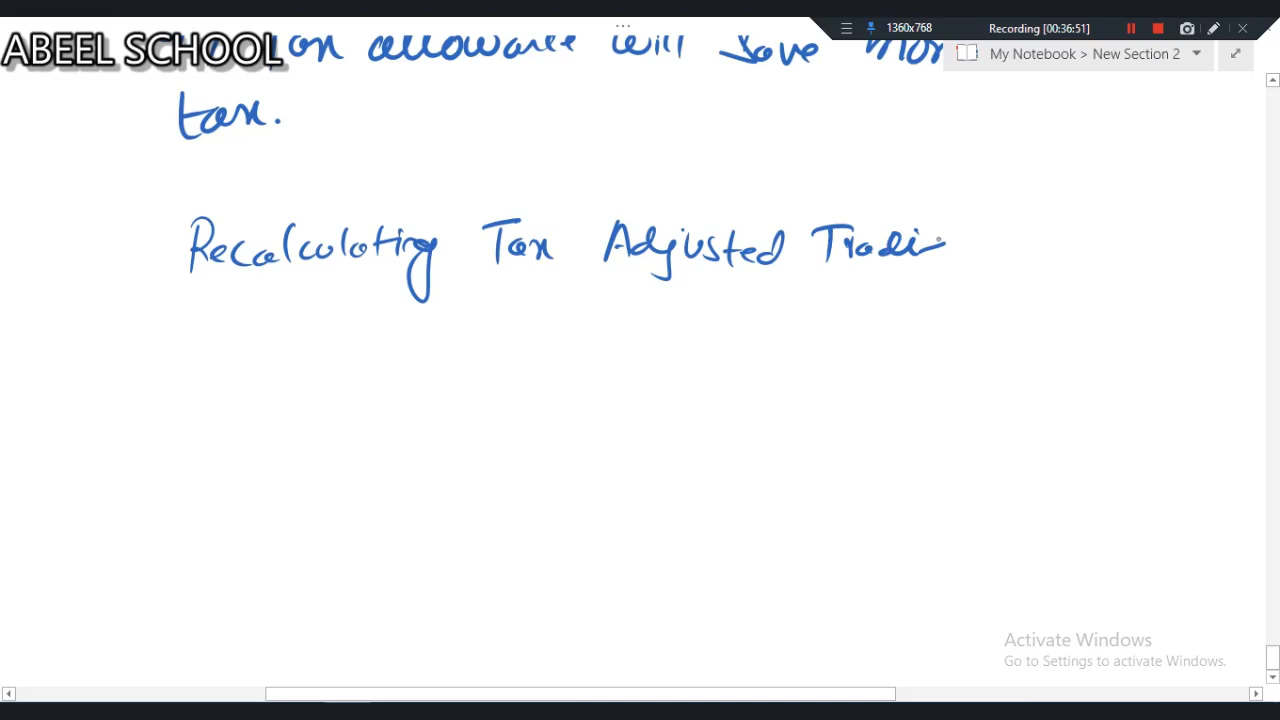 1360x768
Recording [00:36:51]
ABEEL SCHOOL
allowance will save mor
My Notebook > New Section 2
tax.
Recalculating Tax Adjusted Tradi
Activate Windows
Go to Settings to activate Windows.